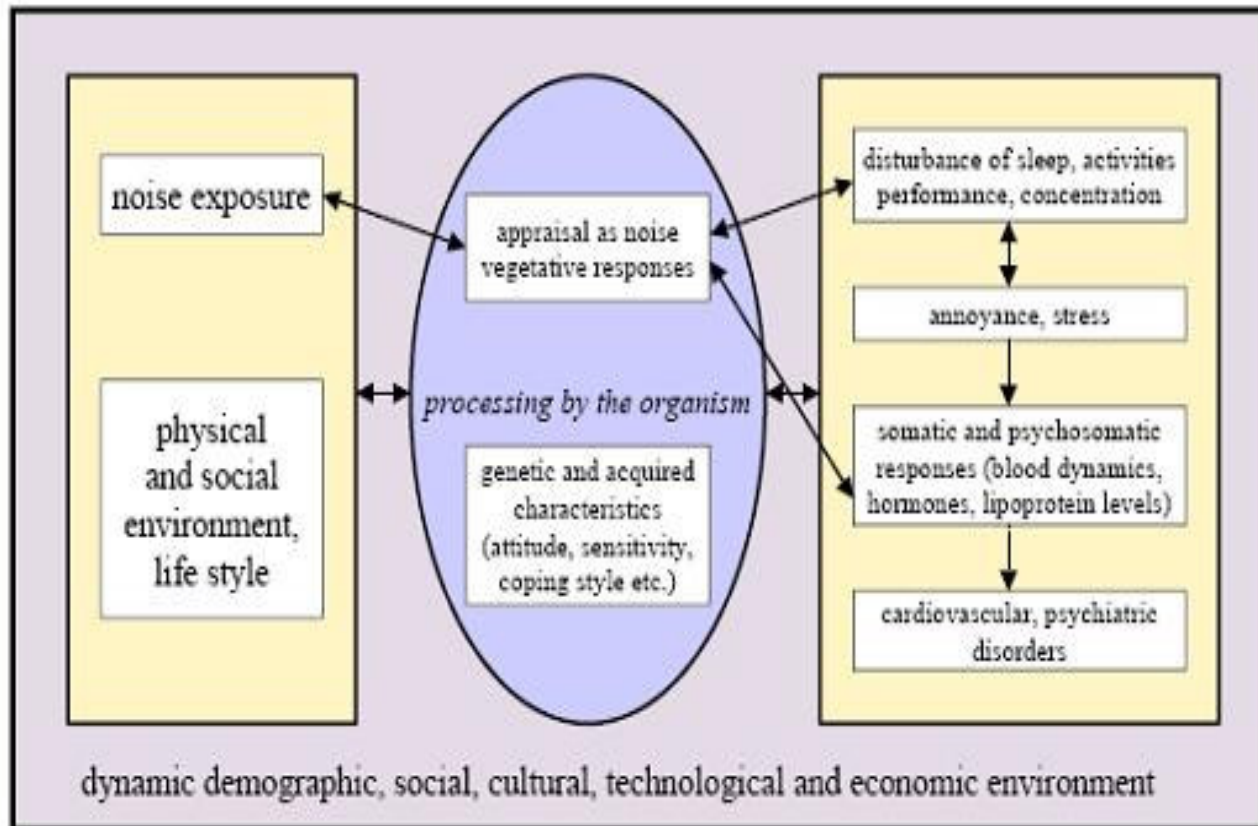 noise exposure
physical
and social
environment,
life style
appraisal as noise
vegetative responses
processing by the organism
genetic and acquired
characteristics
(attitude, sensitivity,
coping style etc.)
disturbance of sleep, activities
performance, concentration
annoyance, stress
somatic and psychosomatic
responses (blood dynamics,
hormones, lipoprotein levels)
cardiovascular, psychiatric
disorders
dynamic demographic, social, cultural, technological and economic environment